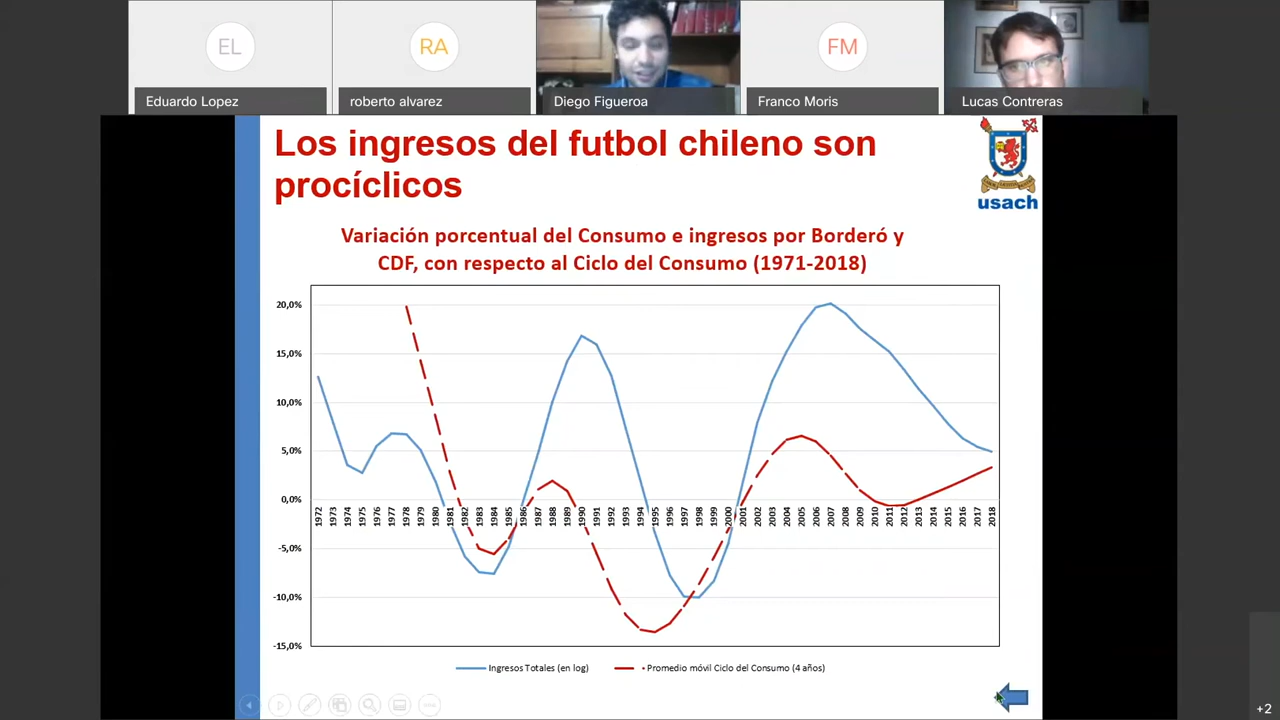 EL
RA
FM
Eduardo Lopez
roberto alvarez
Diego Figueroa
Franco Moris
Lucas Contreras
Los ingresos del futbol chileno son
procíclicos
usach
Variación porcentual del Consumo e ingresos por Borderó y
CDF, con respecto al Ciclo del Consumo (1971-2018)
20,0%
15,0%
10,0%
5,0%
0,0%
-5,0%
-10,0%
-15,0%
1972 1973 1974 1975 1976 1977 1978 1979 1980 1981 1982 1983 1984 1985 1986 1987 1988 1989 1990 1991 1992 1993 1994 1995 1996 1997 1998 1999 2000 2001 2002 2003 2004 2005 2006 2007 2008 2009 2010 2011 2012 2013 2014 2015 2016 2017 2018
Ingresos Totales (en log)
Promedio móvil Ciclo del Consumo (4 años)
+2